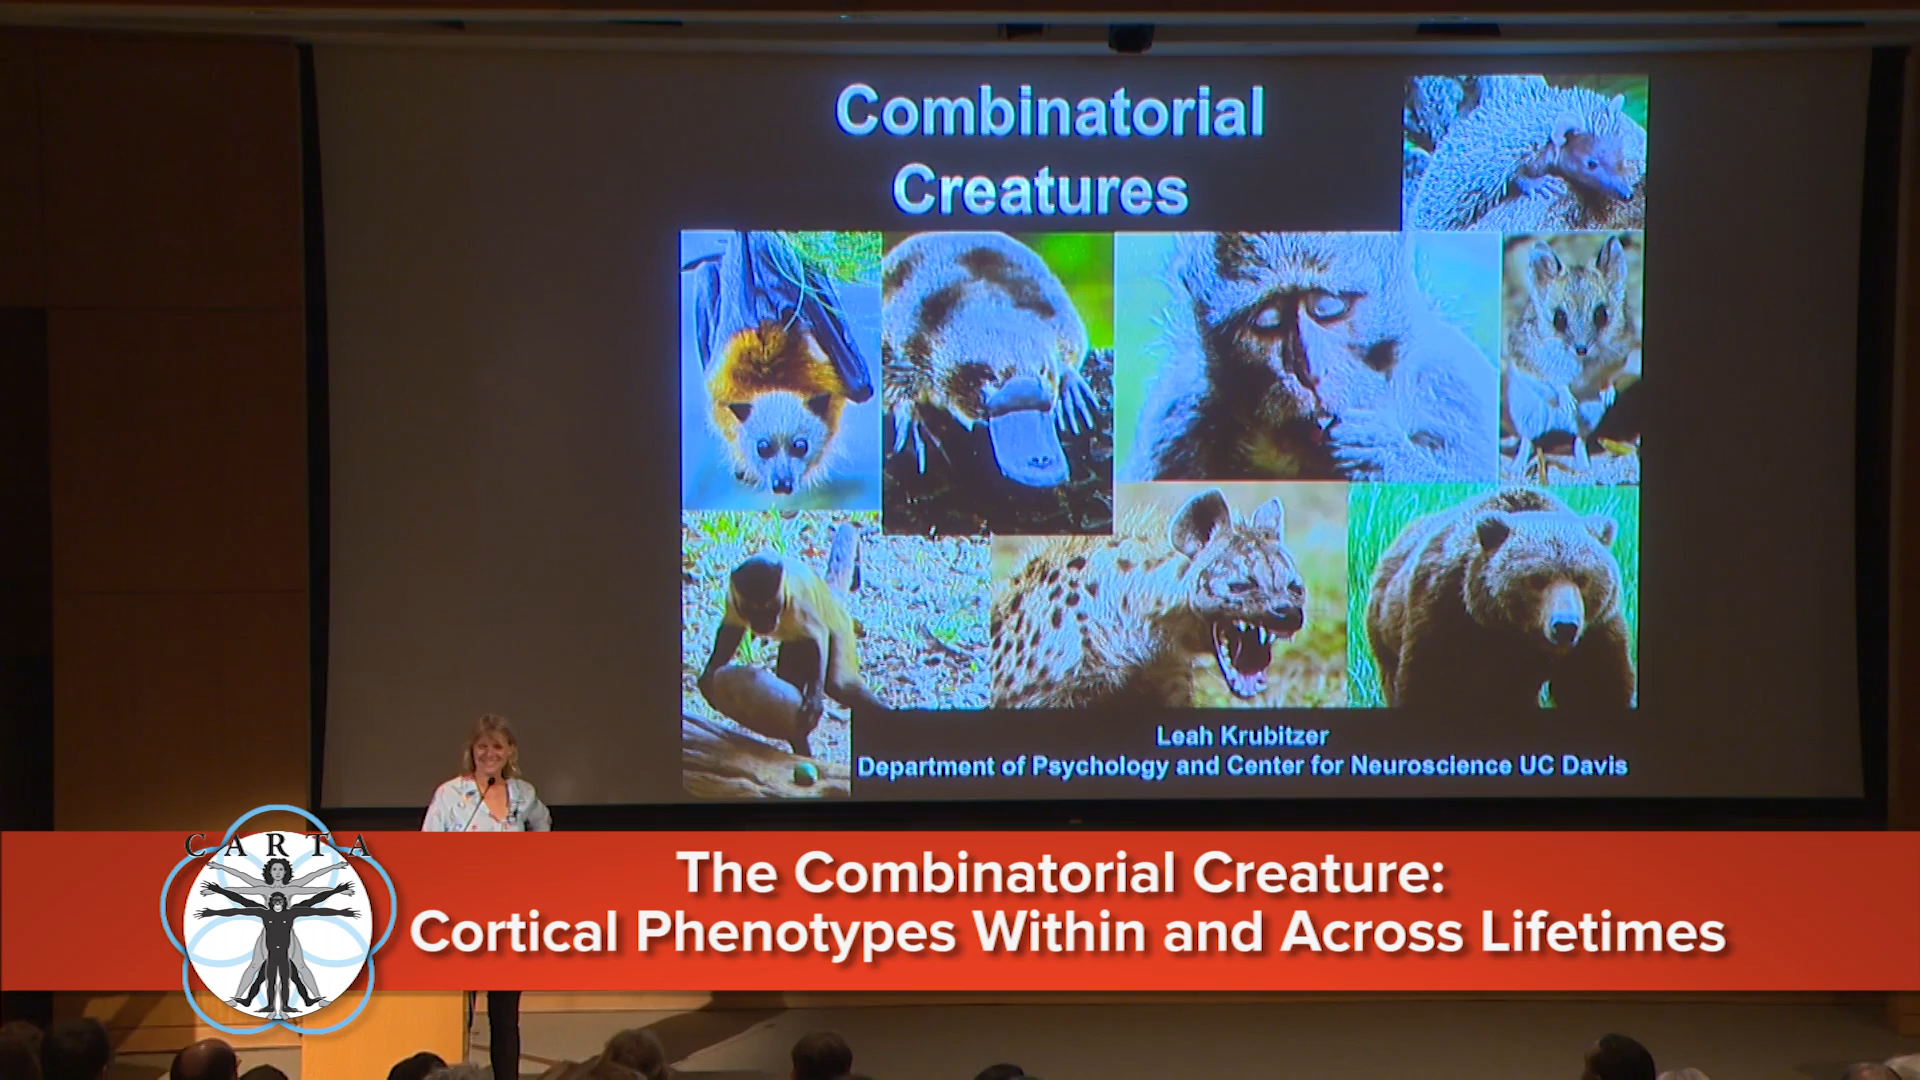 Combinatorial
Creatures
Leah Krubitzer
Department of Psychology and Center for Neuroscience UC Davis
CARTA
The Combinatorial Creature:
Cortical Phenotypes Within and Across Lifetimes